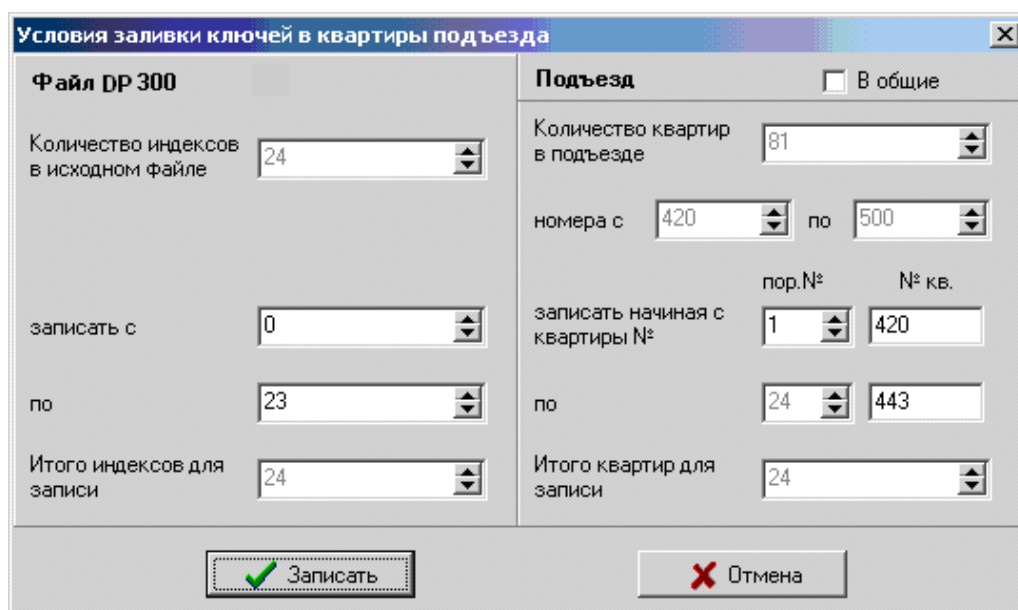 Условия заливки ключей в квартиры подъезда
Файл DP 300
Количество индексов
в исходном файле
24
записать с
0
по
23
Итого индексов для
записи
24
Подъезд
В общие
Количество квартир
в подъезде
81
номера с 420 по 500
пор.№ № кв.
записать начиная с
квартиры №
1 420
по 24 443
Итого квартир для
записи
24
Записать
Отмена